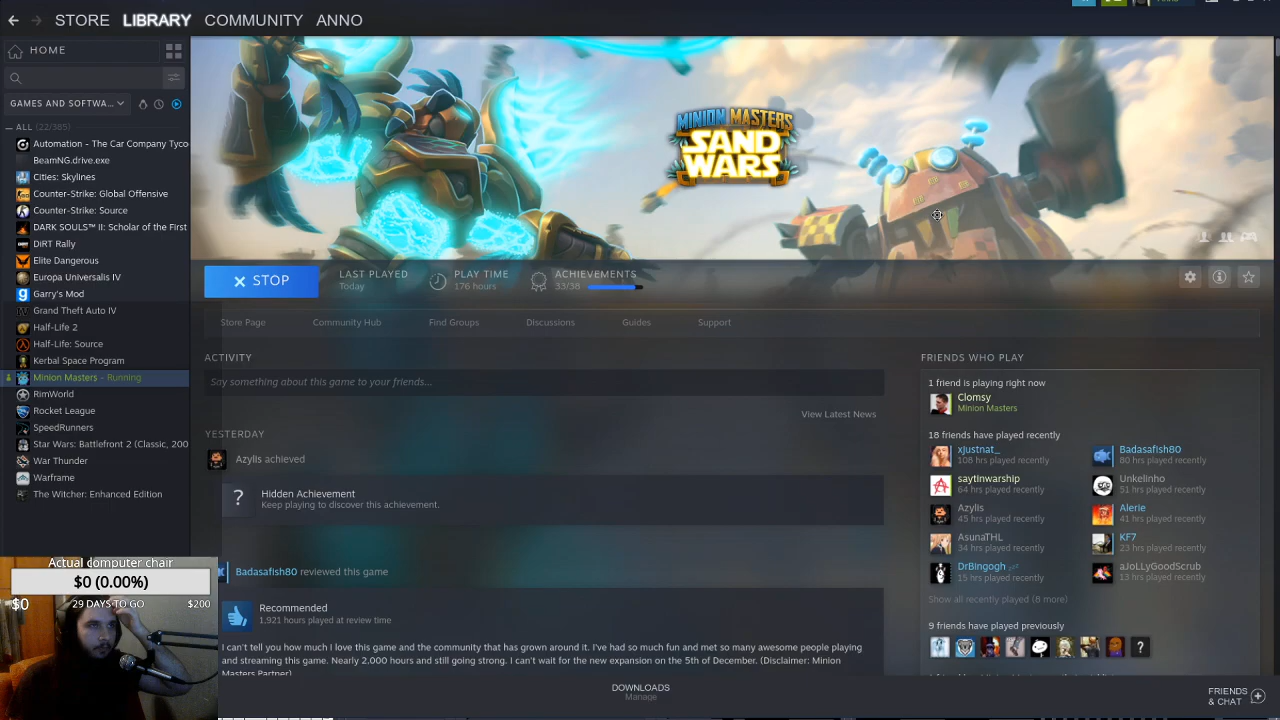 STORE LIBRARY COMMUNITY ANNO
HOME
GAMES AND SOFTWA...
ALL (22/385)
Automation - The Car Company Tyco
BeamNG.drive.exe
Cities: Skylines
Counter-Strike: Global Offensive
Counter-Strike: Source
DARK SOULS™ II: Scholar of the First
DiRT Rally
Elite Dangerous
Europa Universalis IV
Garry's Mod
Grand Theft Auto IV
Half-Life 2
Half-Life: Source
Kerbal Space Program
Minion Masters - Running
RimWorld
Rocket League
SpeedRunners
Star Wars: Battlefront 2 (Classic, 200
War Thunder
Warframe
The Witcher: Enhanced Edition
MINION MASTERS
SAND
WARS
STOP
LAST PLAYED
Today
PLAY TIME
176 hours
ACHIEVEMENTS
33/38
Store Page Community Hub Find Groups Discussions Guides Support
ACTIVITY
Say something about this game to your friends...
View Latest News
YESTERDAY
Azylis achieved
?
Hidden Achievement
Keep playing to discover this achievement.
Badasafish80 reviewed this game
Recommended
1,921 hours played at review time
I can't tell you how much I love this game and the community that has grown around it. I've had so much fun and met so many awesome people playing
and streaming this game. Nearly 2,000 hours and still going strong. I can't wait for the new expansion on the 5th of December. (Disclaimer: Minion
Masters Partner)
FRIENDS WHO PLAY
1 friend is playing right now
Clomsy
Minion Masters
18 friends have played recently
xjustnat_
108 hrs played recently
Badasafish80
80 hrs played recently
saytinwarship
64 hrs played recently
Unkelinho
51 hrs played recently
Azylis
45 hrs played recently
Alerie
41 hrs played recently
AsunaTHL
34 hrs played recently
KF7
23 hrs played recently
DrBingogh
15 hrs played recently
aJoLLyGoodScrub
13 hrs played recently
Show all recently played (8 more)
9 friends have played previously
?
Actual computer chair
$0 (0.00%)
$0 29 DAYS TO GO $200
DOWNLOADS
Manage
FRIENDS
& CHAT